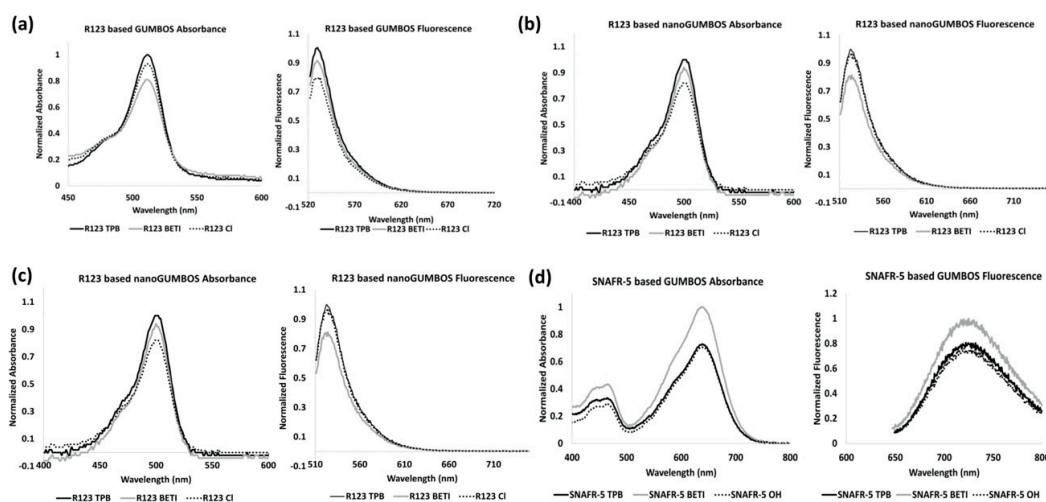 (a)
R123 based GUMBOS Absorbance
Normalized Absorbance
1
0.8
0.6
0.4
0.2
0
450
500
550
600
Wavelength (nm)
R123 TPB R123 BETI R123 Cl
R123 based GUMBOS Fluorescence
Normalized Fluorescence
1.1
0.9
0.7
0.5
0.3
0.1
-0.1
520
570
620
670
720
Wavelength (nm)
R123 TPB R123 BETI R123 Cl
(b)
R123 based nanoGUMBOS Absorbance
Normalized Absorbance
1.1
0.9
0.7
0.5
0.3
0.1
-0.1
400
450
500
550
600
Wavelength (nm)
R123 TPB R123 BETI R123 Cl
R123 based nanoGUMBOS Fluorescence
Normalized Fluorescence
1.1
0.9
0.7
0.5
0.3
0.1
-0.1
510
560
610
660
710
Wavelength (nm)
R123 TPB R123 BETI R123 Cl
(c)
R123 based nanoGUMBOS Absorbance
Normalized Absorbance
1.1
0.9
0.7
0.5
0.3
0.1
-0.1
400
450
500
550
600
Wavelength (nm)
R123 TPB R123 BETI R123 Cl
R123 based nanoGUMBOS Fluorescence
Normalized Fluorescence
1.1
0.9
0.7
0.5
0.3
0.1
-0.1
510
560
610
660
710
Wavelength (nm)
R123 TPB R123 BETI R123 Cl
(d)
SNAFR-5 based GUMBOS Absorbance
Normalized Absorbance
1
0.8
0.6
0.4
0.2
0
400
500
600
700
800
Wavelength (nm)
SNAFR-5 TPB SNAFR-5 BETI SNAFR-5 OH
SNAFR-5 based GUMBOS Fluorescence
Normalized Fluorescence
1.2
1
0.8
0.6
0.4
0.2
0
600
650
700
750
800
Wavelength (nm)
SNAFR-5 TPB SNAFR-5 BETI SNAFR-5 OH